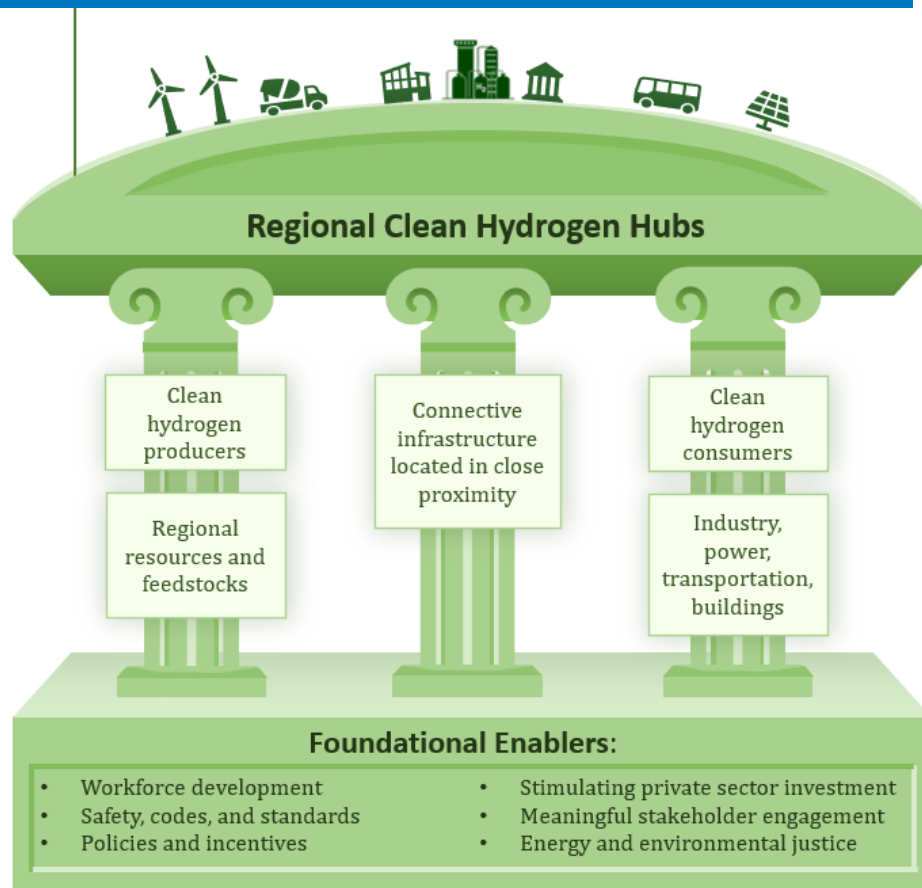 H₂
Regional Clean Hydrogen Hubs
Clean
hydrogen
producers
Regional
resources and
feedstocks
Connective
infrastructure
located in close
proximity
Clean
hydrogen
consumers
Industry,
power,
transportation,
buildings
Foundational Enablers:
• Workforce development
• Safety, codes, and standards
• Policies and incentives
• Stimulating private sector investment
• Meaningful stakeholder engagement
• Energy and environmental justice